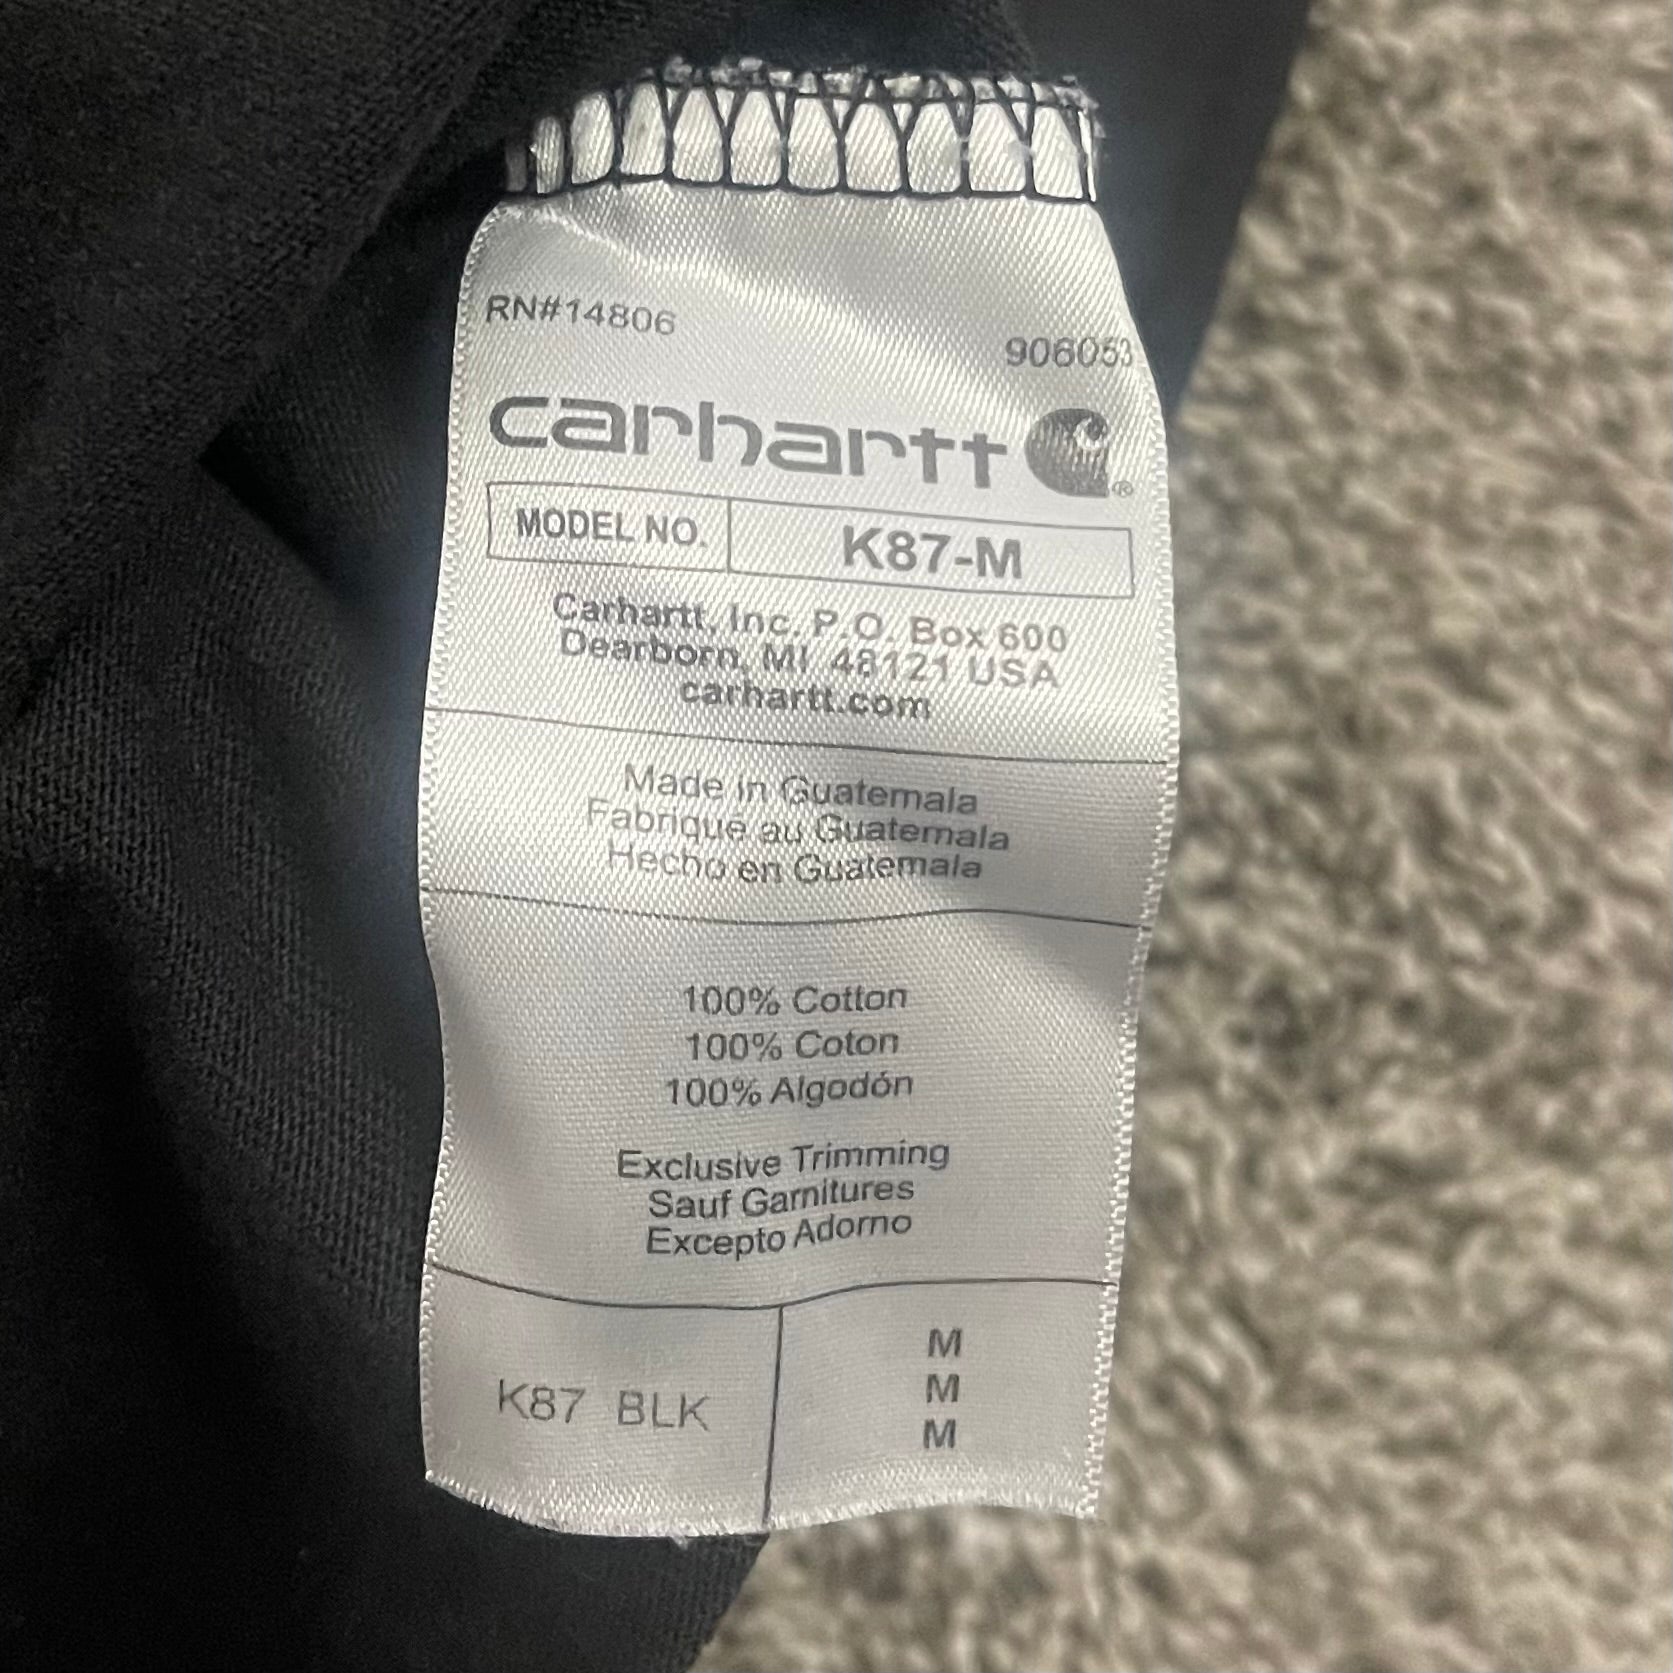 RN#14806
906053
carhartt
MODEL NO. K87-M
Carhartt, Inc. P.O. Box 600
Dearborn, MI 48121 USA
carhartt.com
Made in Guatemala
Fabrique au Guatemala
Hecho en Guatemala
100% Cotton
100% Coton
100% Algodón
Exclusive Trimming
Sauf Garnitures
Excepto Adorno
K87 BLK
M
M
M